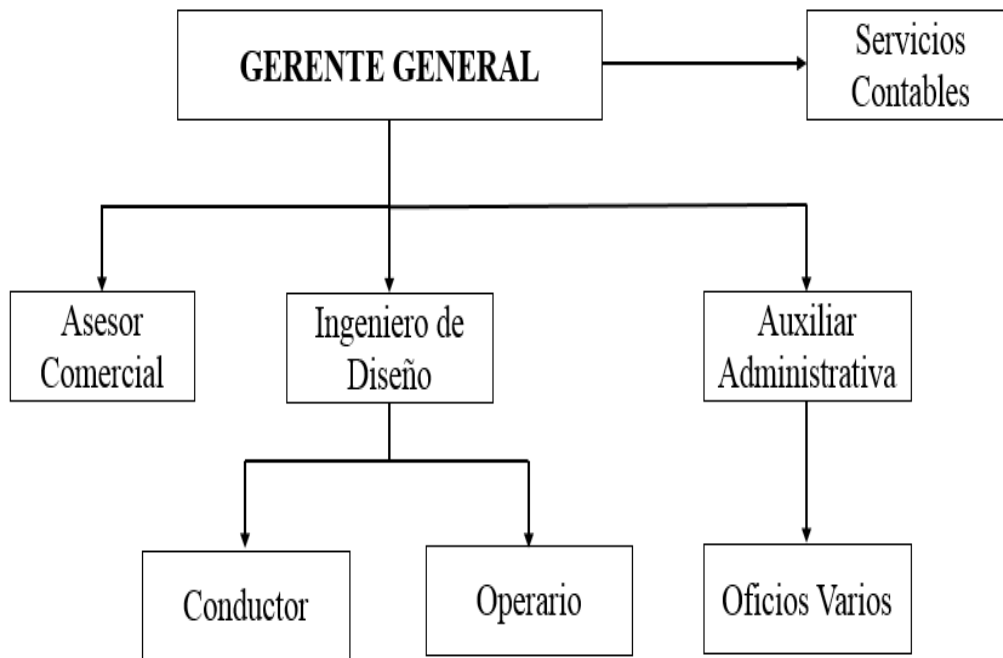 GERENTE GENERAL
Servicios
Contables
Asesor
Comercial
Ingeniero de
Diseño
Auxiliar
Administrativa
Conductor
Operario
Oficios Varios